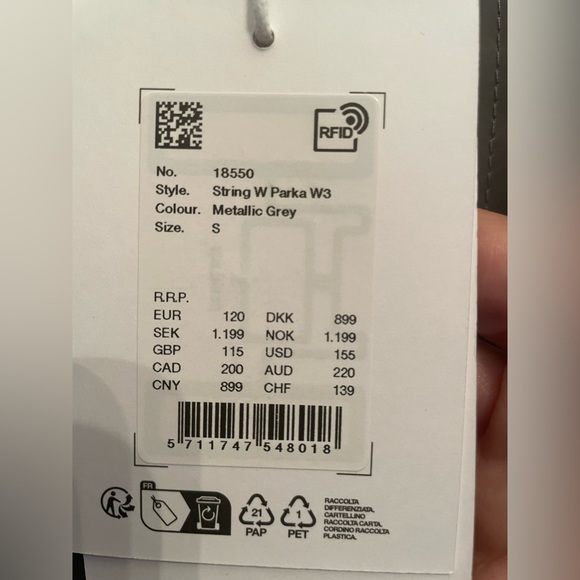 RFID
No. 18550
Style. String W Parka W3
Colour. Metallic Grey
Size. S
R.R.P.
EUR 120 DKK 899
SEK 1.199 NOK 1.199
GBP 115 USD 155
CAD 200 AUD 220
CNY 899 CHF 139
5 711747 548018
FR
21 1
PAP PET
RACCOLTA
DIFFERENZIATA.
CARTELLINO
RACCOLTA CARTA.
CORDINO RACCOLTA
PLASTICA.